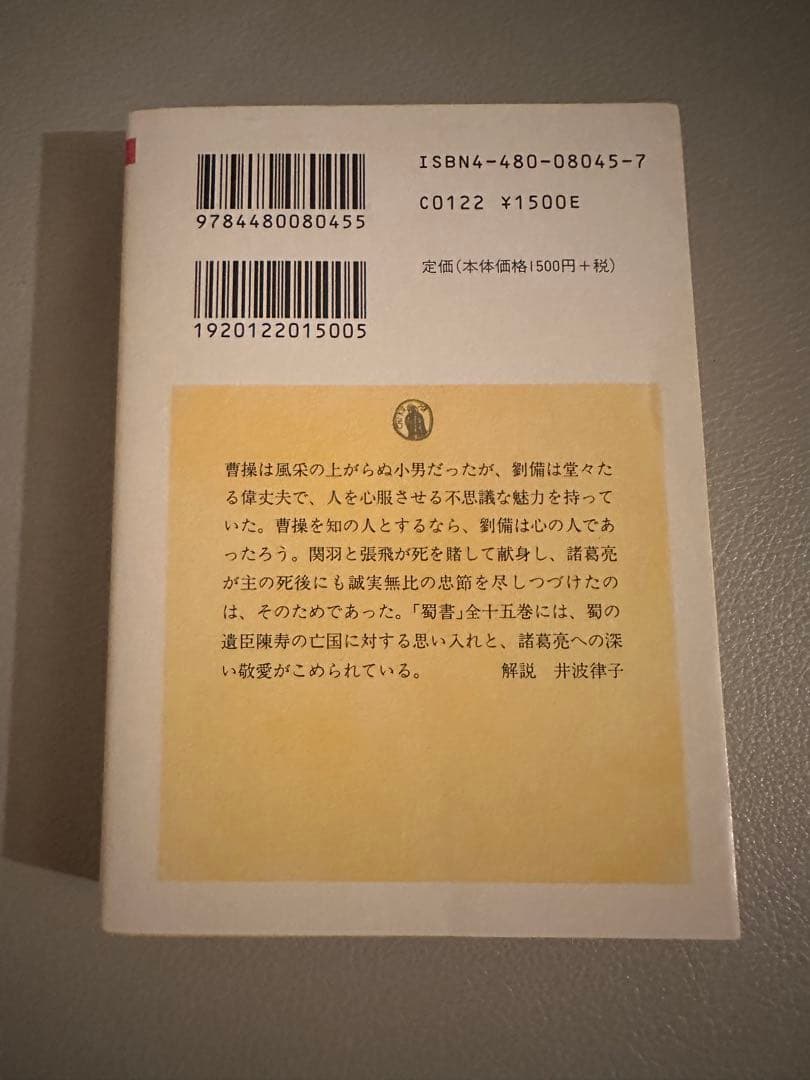 ISBN4-480-08045-7
9784480080455
C0122 ¥1500E
定価(本体価格1500円+税)
1920122015005
曹操は風采の上がらぬ小男だったが、劉備は堂々た
る偉丈夫で、人を心服させる不思議な魅力を持って
いた。曹操を知の人とするなら、劉備は心の人であ
ったろう。関羽と張飛が死を賭して献身し、諸葛亮
が主の死後にも誠実無比の忠節を尽しつづけたの
は、そのためであった。「蜀書」全十五巻には、蜀の
遺臣陳寿の亡国に対する思い入れと、諸葛亮への深
い敬愛がこめられている。 解説 井波律子